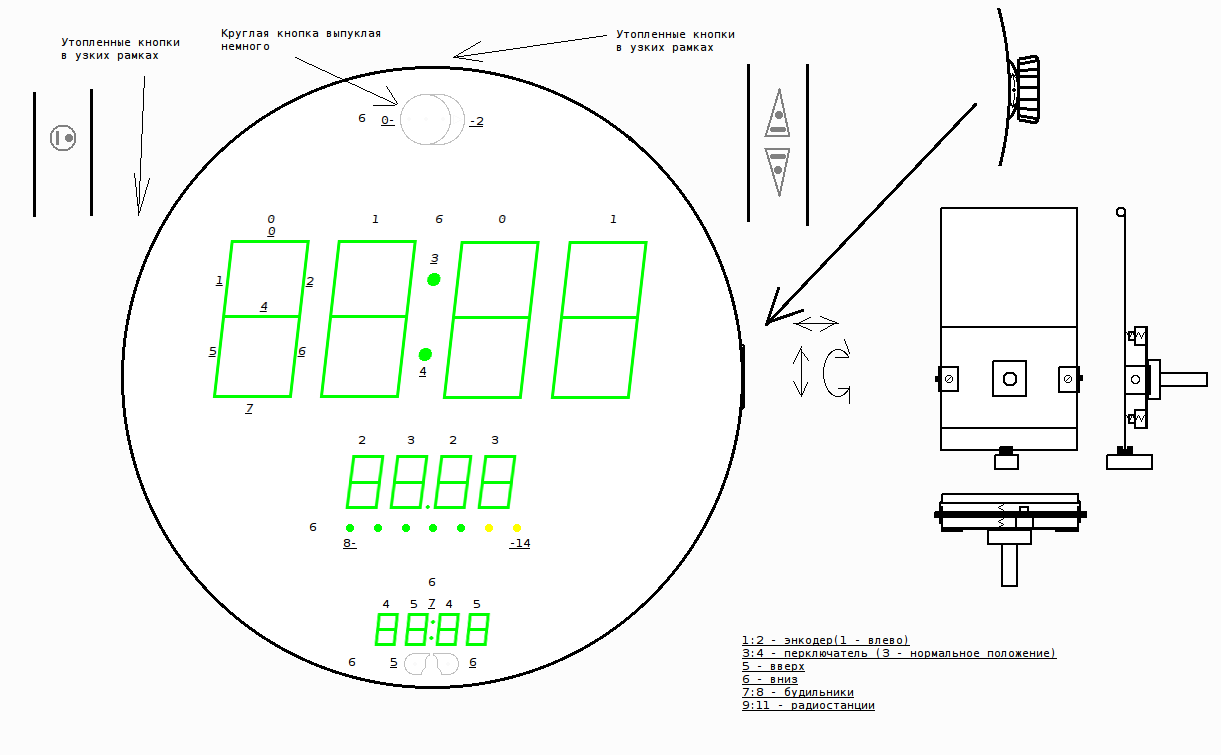 Утопленные кнопки
в узких рамках
Круглая кнопка выпуклая
немного
Утопленные кнопки
в узких рамках
6 0- -2
0 1 6 0 1
0
3
1 2
4
5 6
4
7
2 3 2 3
6
8- -14
6
4 5 7 4 5
6 5 6
1:2 - энкодер(1 - влево)
3:4 - перключатель (3 - нормальное положение)
5 - вверх
6 - вниз
7:8 - будильники
9:11 - радиостанции